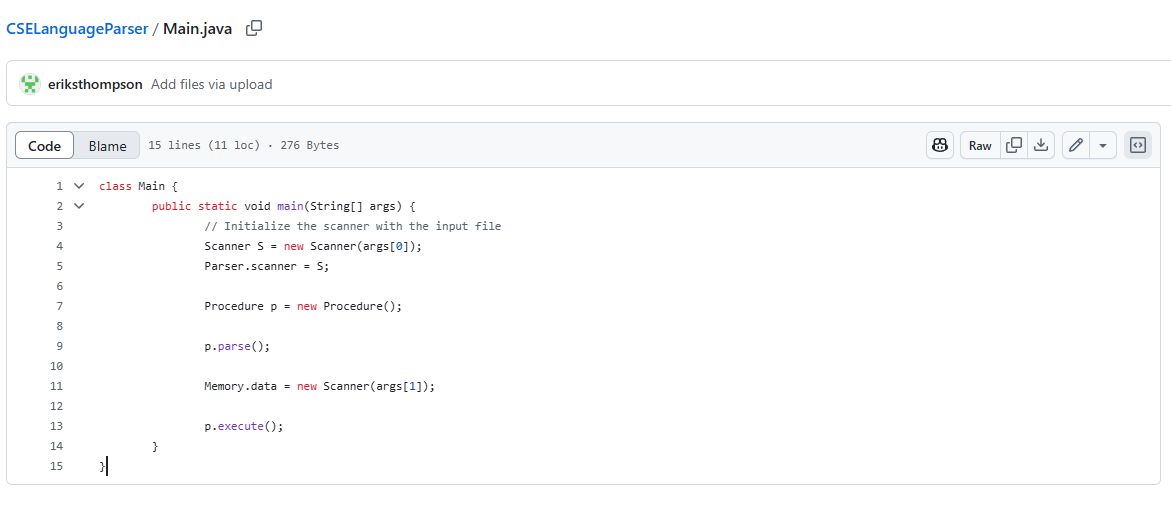 CSELanguageParser / Main.java
eriksthompson Add files via upload
Code Blame 15 lines (11 loc) · 276 Bytes Raw
1 class Main {
2 public static void main(String[] args) {
3 // Initialize the scanner with the input file
4 Scanner S = new Scanner(args[0]);
5 Parser.scanner = S;
6
7 Procedure p = new Procedure();
8
9 p.parse();
10
11 Memory.data = new Scanner(args[1]);
12
13 p.execute();
14 }
15 }